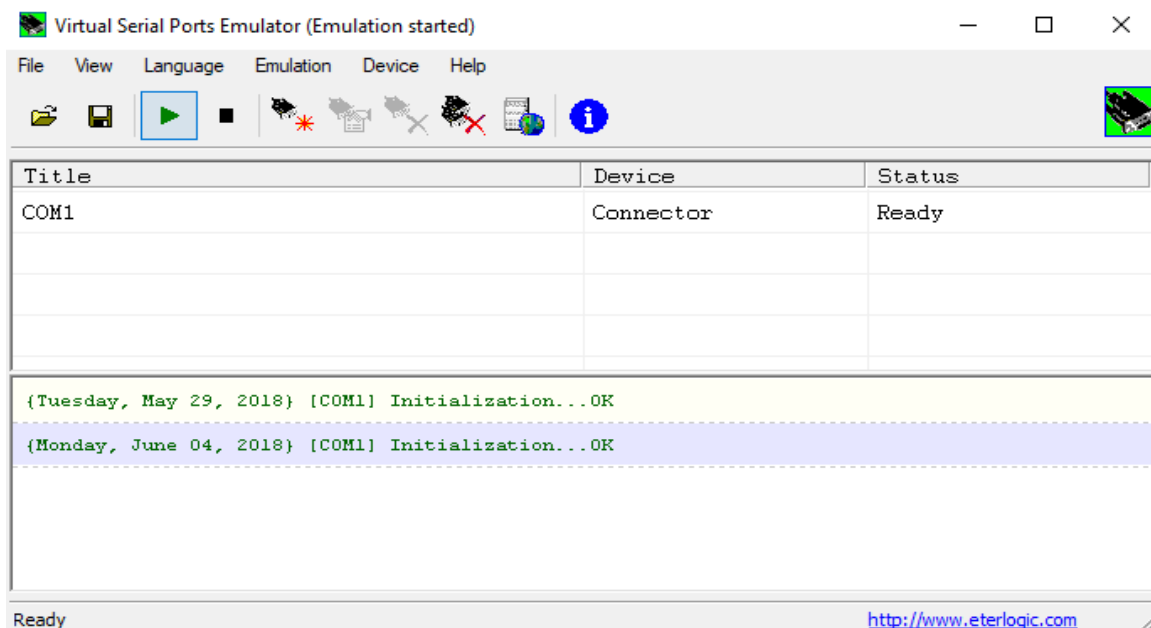 Virtual Serial Ports Emulator (Emulation started)
File View Language Emulation Device Help
Title Device Status
COM1 Connector Ready
{Tuesday, May 29, 2018} [COM1] Initialization...OK
{Monday, June 04, 2018} [COM1] Initialization...OK
Ready http://www.eterlogic.com